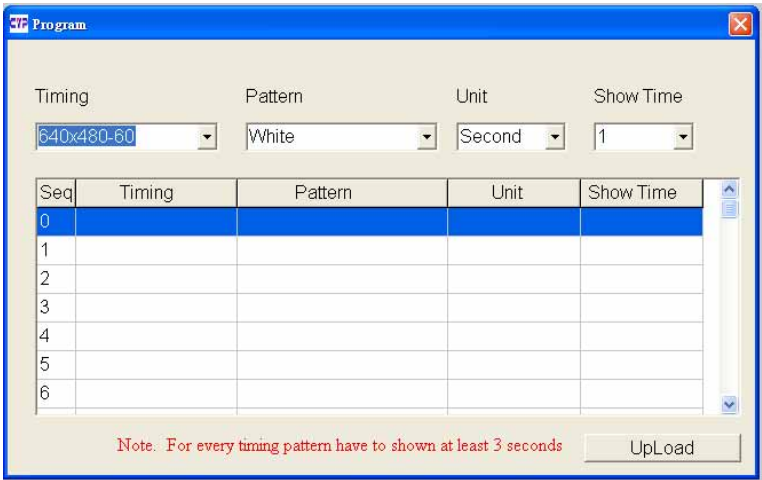 CYP Program
Timing Pattern Unit Show Time
640x480-60 White Second 1
Seq Timing Pattern Unit Show Time
0
1
2
3
4
5
6
Note. For every timing pattern have to shown at least 3 seconds
UpLoad